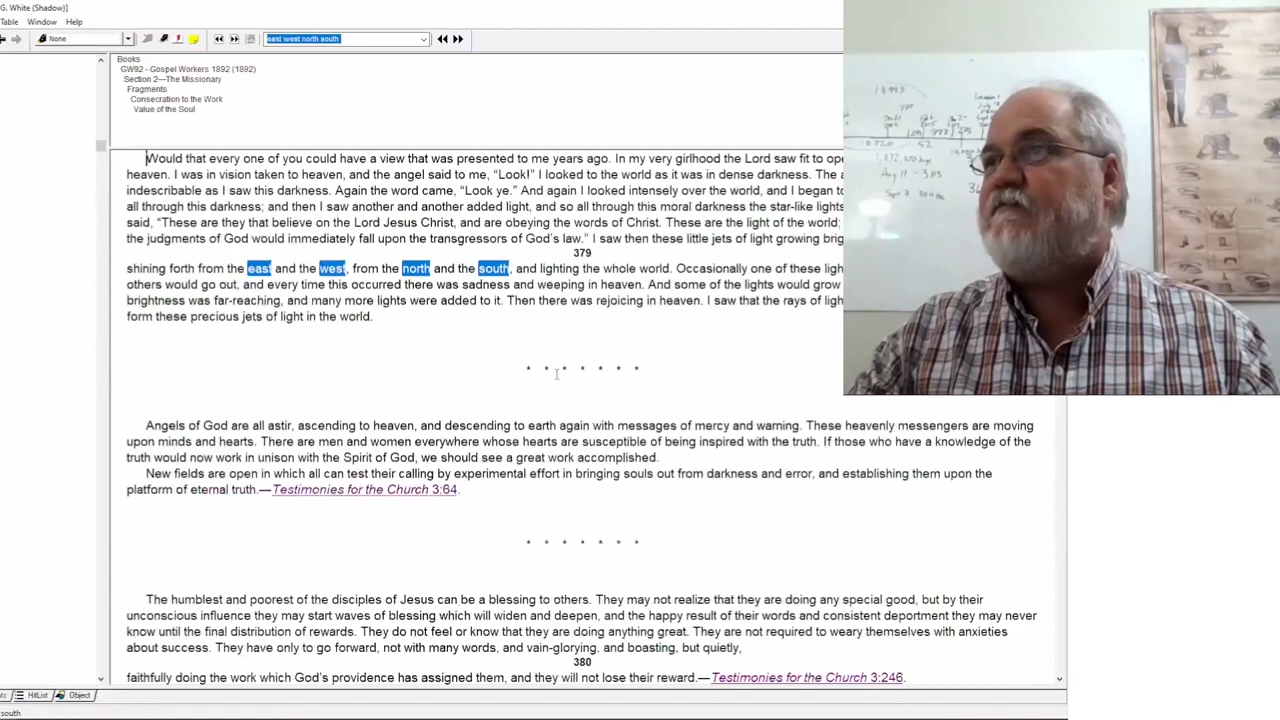 G. White (Shadow)]
Table Window Help
None
east west north south
Books
GW92 - Gospel Workers 1892 (1892)
Section 2—The Missionary
Fragments
Consecration to the Work
Value of the Soul
Would that every one of you could have a view that was presented to me years ago. In my very girlhood the Lord saw fit to ope
heaven. I was in vision taken to heaven, and the angel said to me, “Look!” I looked to the world as it was in dense darkness. The a
indescribable as I saw this darkness. Again the word came, “Look ye.” And again I looked intensely over the world, and I began to
all through this darkness; and then I saw another and another added light, and so all through this moral darkness the star-like lights
said, “These are they that believe on the Lord Jesus Christ, and are obeying the words of Christ. These are the light of the world;
the judgments of God would immediately fall upon the transgressors of God’s law.” I saw then these little jets of light growing brig
379
shining forth from the east and the west, from the north and the south, and lighting the whole world. Occasionally one of these ligh
others would go out, and every time this occurred there was sadness and weeping in heaven. And some of the lights would grow
brightness was far-reaching, and many more lights were added to it. Then there was rejoicing in heaven. I saw that the rays of ligh
form these precious jets of light in the world.
* * * * * * *
Angels of God are all astir, ascending to heaven, and descending to earth again with messages of mercy and warning. These heavenly messengers are moving
upon minds and hearts. There are men and women everywhere whose hearts are susceptible of being inspired with the truth. If those who have a knowledge of the
truth would now work in unison with the Spirit of God, we should see a great work accomplished.
New fields are open in which all can test their calling by experimental effort in bringing souls out from darkness and error, and establishing them upon the
platform of eternal truth.—Testimonies for the Church 3:64.
* * * * * * *
The humblest and poorest of the disciples of Jesus can be a blessing to others. They may not realize that they are doing any special good, but by their
unconscious influence they may start waves of blessing which will widen and deepen, and the happy result of their words and consistent deportment they may never
know until the final distribution of rewards. They do not feel or know that they are doing anything great. They are not required to weary themselves with anxieties
about success. They have only to go forward, not with many words, and vain-glorying, and boasting, but quietly,
380
faithfully doing the work which God’s providence has assigned them, and they will not lose their reward.—Testimonies for the Church 3:246.
HitList Object
south